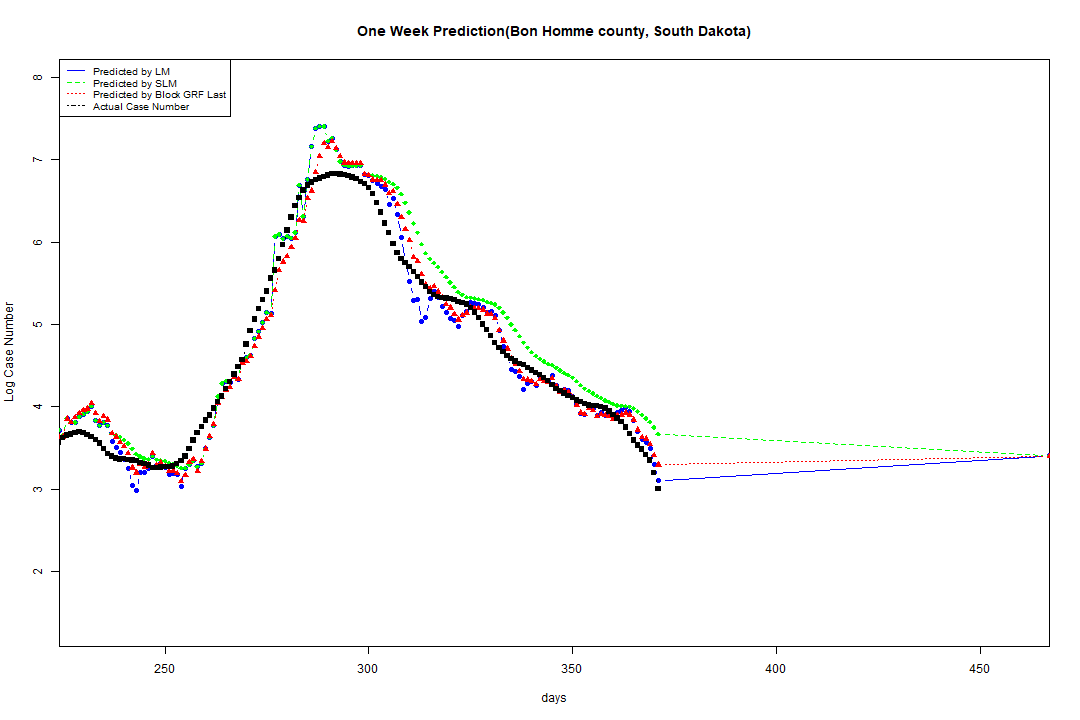 One Week Prediction(Bon Homme county, South Dakota)
Predicted by LM
Predicted by SLM
Predicted by Block GRF Last
Actual Case Number
8
7
6
5
4
3
2
Log Case Number
250 300 350 400 450
days